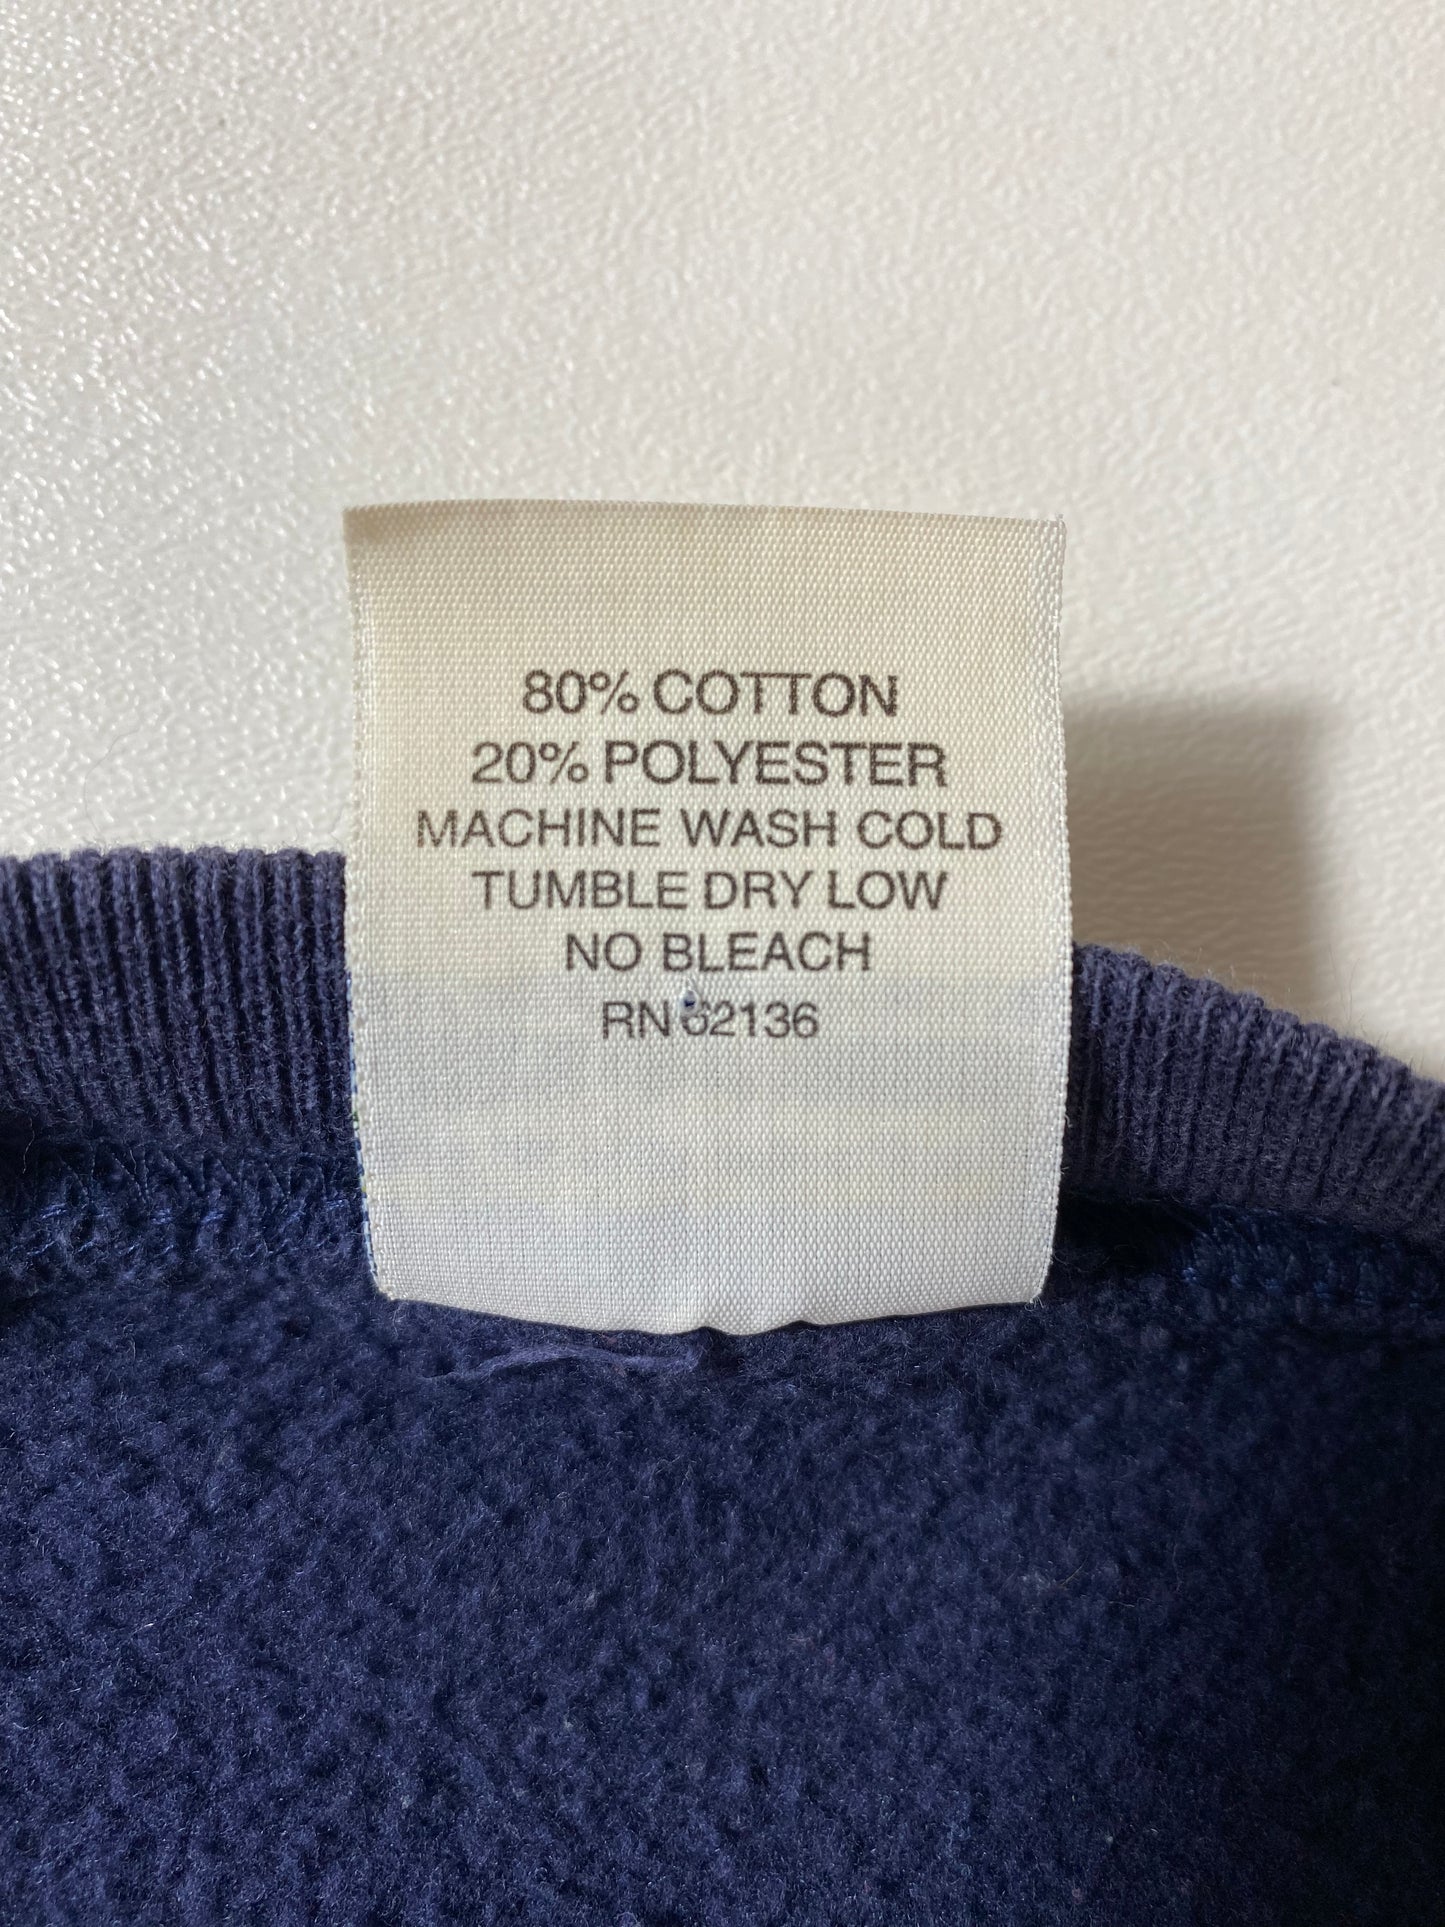 80% COTTON
20% POLYESTER
MACHINE WASH COLD
TUMBLE DRY LOW
NO BLEACH
RN 62136